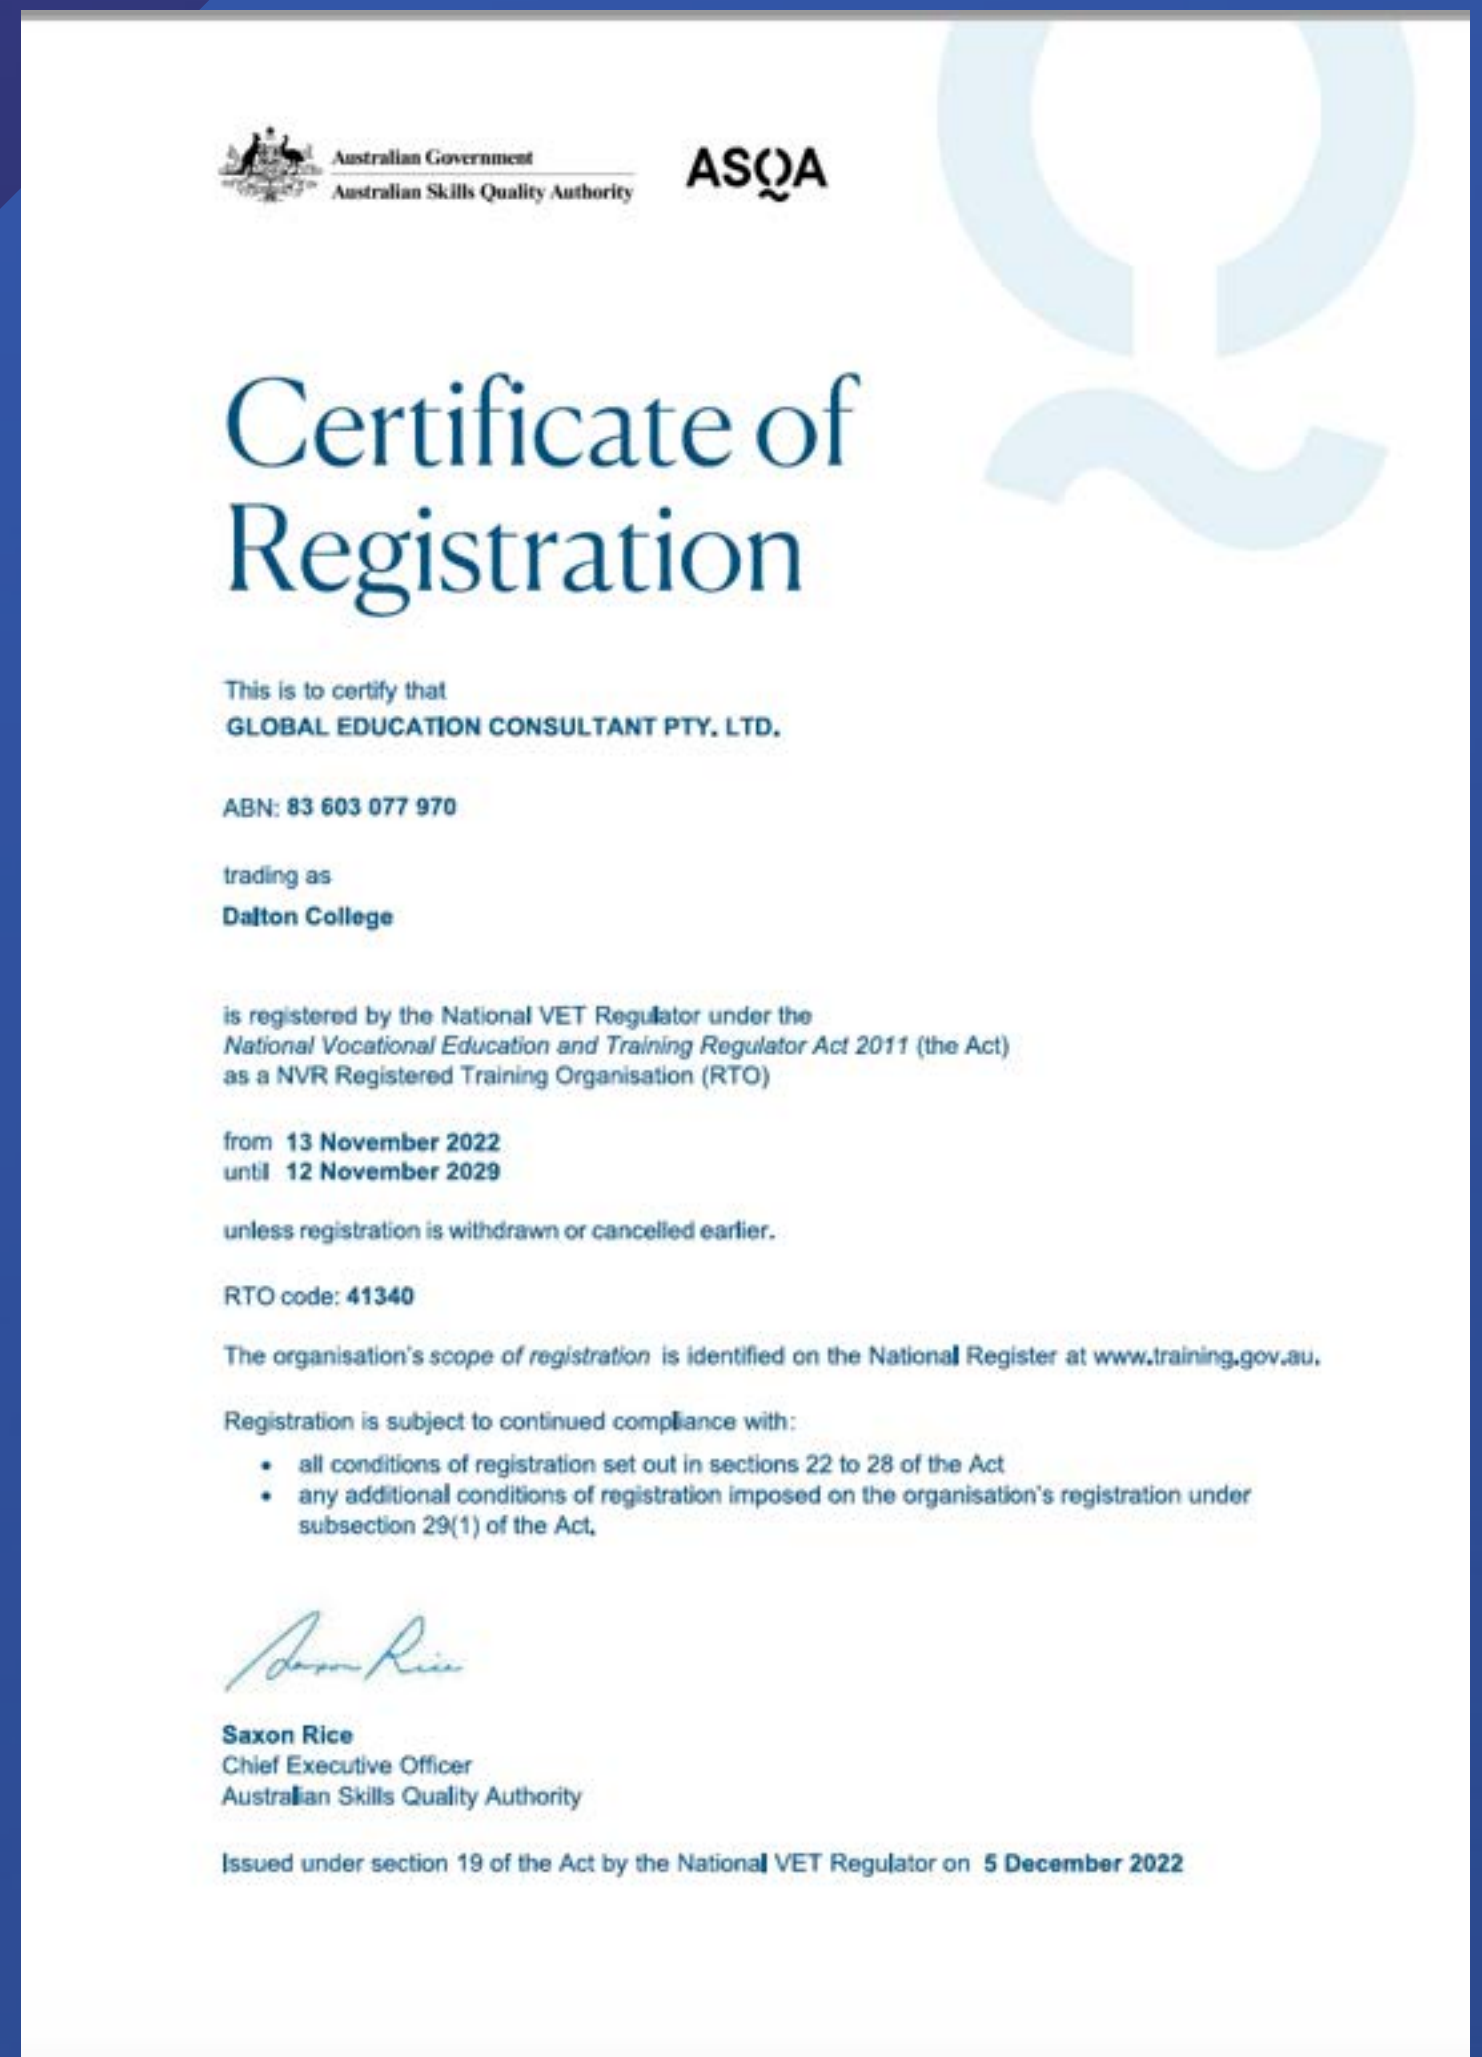 Australian Government
Australian Skills Quality Authority
ASQA
Certificate of
Registration
This is to certify that
GLOBAL EDUCATION CONSULTANT PTY. LTD.
ABN: 83 603 077 970
trading as
Dalton College
is registered by the National VET Regulator under the
National Vocational Education and Training Regulator Act 2011 (the Act)
as a NVR Registered Training Organisation (RTO)
from 13 November 2022
until 12 November 2029
unless registration is withdrawn or cancelled earlier.
RTO code: 41340
The organisation's scope of registration is identified on the National Register at www.training.gov.au.
Registration is subject to continued compliance with:
• all conditions of registration set out in sections 22 to 28 of the Act
• any additional conditions of registration imposed on the organisation's registration under
subsection 29(1) of the Act.
Saxon Rice
Saxon Rice
Chief Executive Officer
Australian Skills Quality Authority
Issued under section 19 of the Act by the National VET Regulator on 5 December 2022